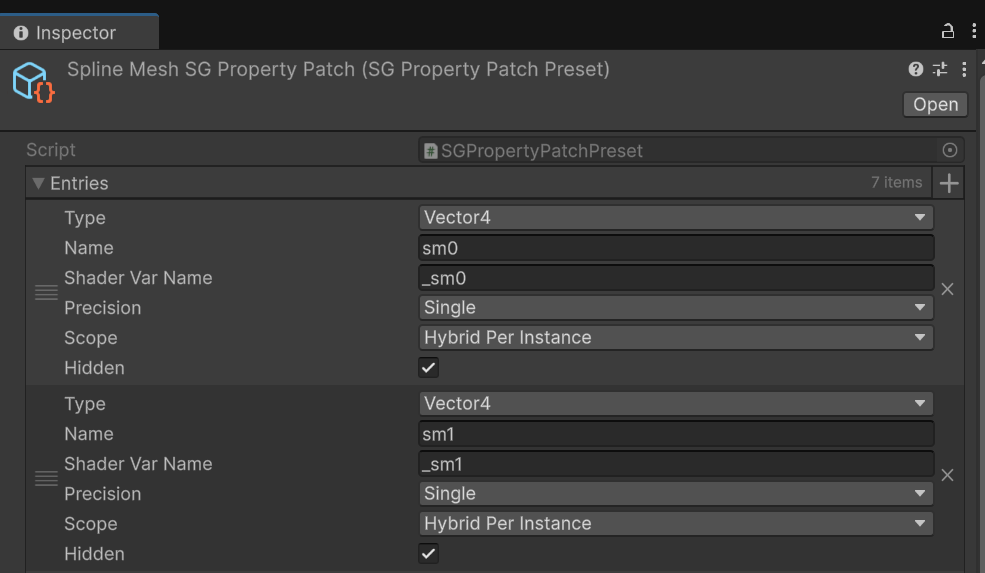 Inspector
Spline Mesh SG Property Patch (SG Property Patch Preset)
Open
Script SGPropertyPatchPreset
Entries 7 items
Type Vector4
Name sm0
Shader Var Name _sm0
Precision Single
Scope Hybrid Per Instance
Hidden
Type Vector4
Name sm1
Shader Var Name _sm1
Precision Single
Scope Hybrid Per Instance
Hidden